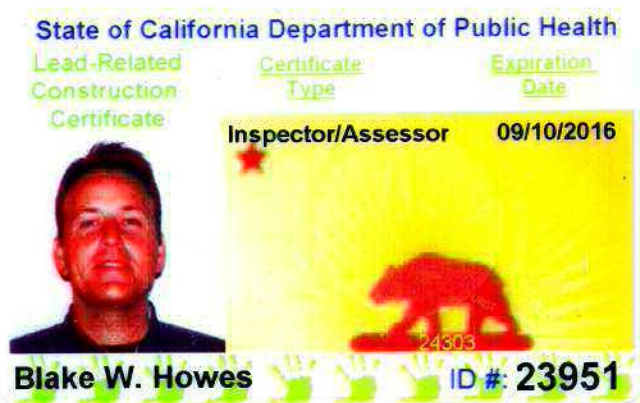 State of California Department of Public Health
Lead-Related
Construction
Certificate
Certificate
Type
Expiration
Date
Inspector/Assessor 09/10/2016
24303
Blake W. Howes ID #: 23951